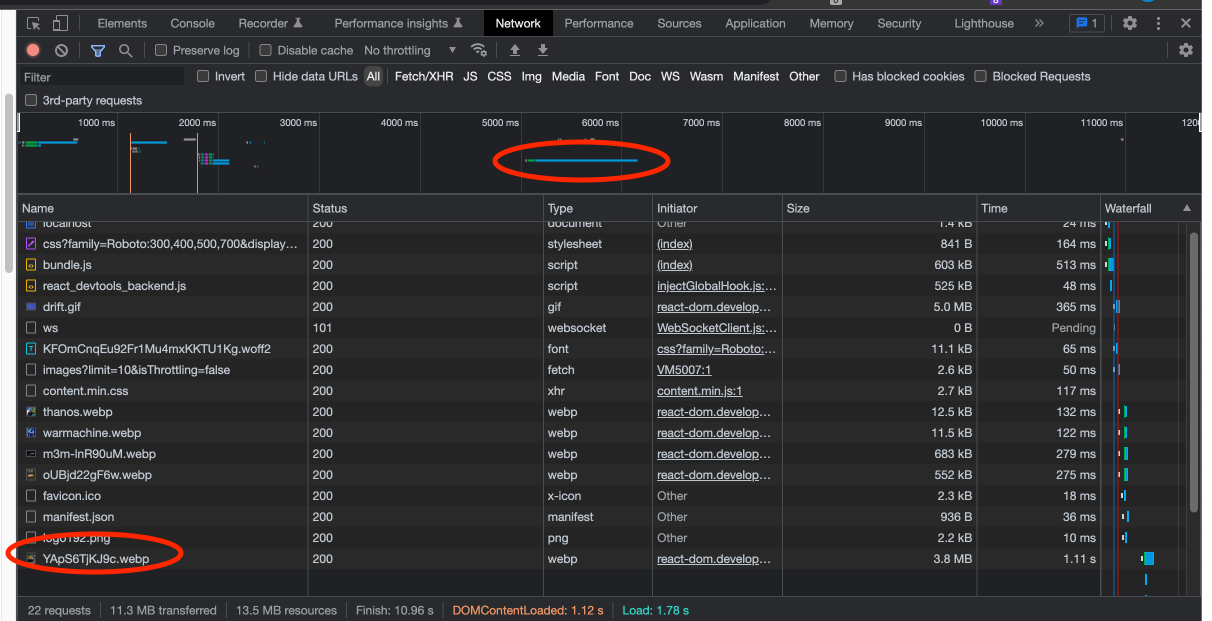 Elements Console Recorder Performance insights Network Performance Sources Application Memory Security Lighthouse » 1
Preserve log Disable cache No throttling
Filter Invert Hide data URLs All Fetch/XHR JS CSS Img Media Font Doc WS Wasm Manifest Other Has blocked cookies Blocked Requests
3rd-party requests
1000 ms 2000 ms 3000 ms 4000 ms 5000 ms 6000 ms 7000 ms 8000 ms 9000 ms 10000 ms 11000 ms 120
Name Status Type Initiator Size Time Waterfall
localhost 200 document Other 1.4 kB 24 ms
css?family=Roboto:300,400,500,700&display... 200 stylesheet (index) 841 B 164 ms
bundle.js 200 script (index) 603 kB 513 ms
react_devtools_backend.js 200 script injectGlobalHook.js:... 525 kB 48 ms
drift.gif 200 gif react-dom.develop... 5.0 MB 365 ms
ws 101 websocket WebSocketClient.js:... 0 B Pending
KFOmCnqEu92Fr1Mu4mxKKTU1Kg.woff2 200 font css?family=Roboto:... 11.1 kB 65 ms
images?limit=10&isThrottling=false 200 fetch VM5007:1 2.6 kB 50 ms
content.min.css 200 xhr content.min.js:1 2.7 kB 117 ms
thanos.webp 200 webp react-dom.develop... 12.5 kB 132 ms
warmachine.webp 200 webp react-dom.develop... 11.5 kB 122 ms
m3m-lnR90uM.webp 200 webp react-dom.develop... 683 kB 279 ms
oUBjd22gF6w.webp 200 webp react-dom.develop... 552 kB 275 ms
favicon.ico 200 x-icon Other 2.3 kB 18 ms
manifest.json 200 manifest Other 936 B 36 ms
logo192.png 200 png Other 2.2 kB 10 ms
YApS6TjKJ9c.webp 200 webp react-dom.develop... 3.8 MB 1.11 s
22 requests 11.3 MB transferred 13.5 MB resources Finish: 10.96 s DOMContentLoaded: 1.12 s Load: 1.78 s